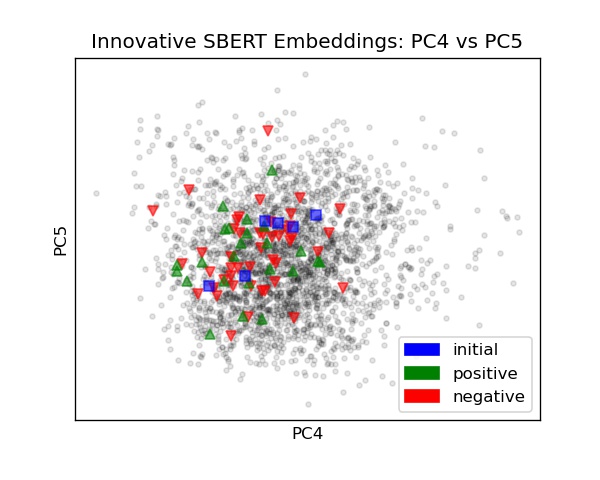 Innovative SBERT Embeddings: PC4 vs PC5
PC5
initial
positive
negative
PC4